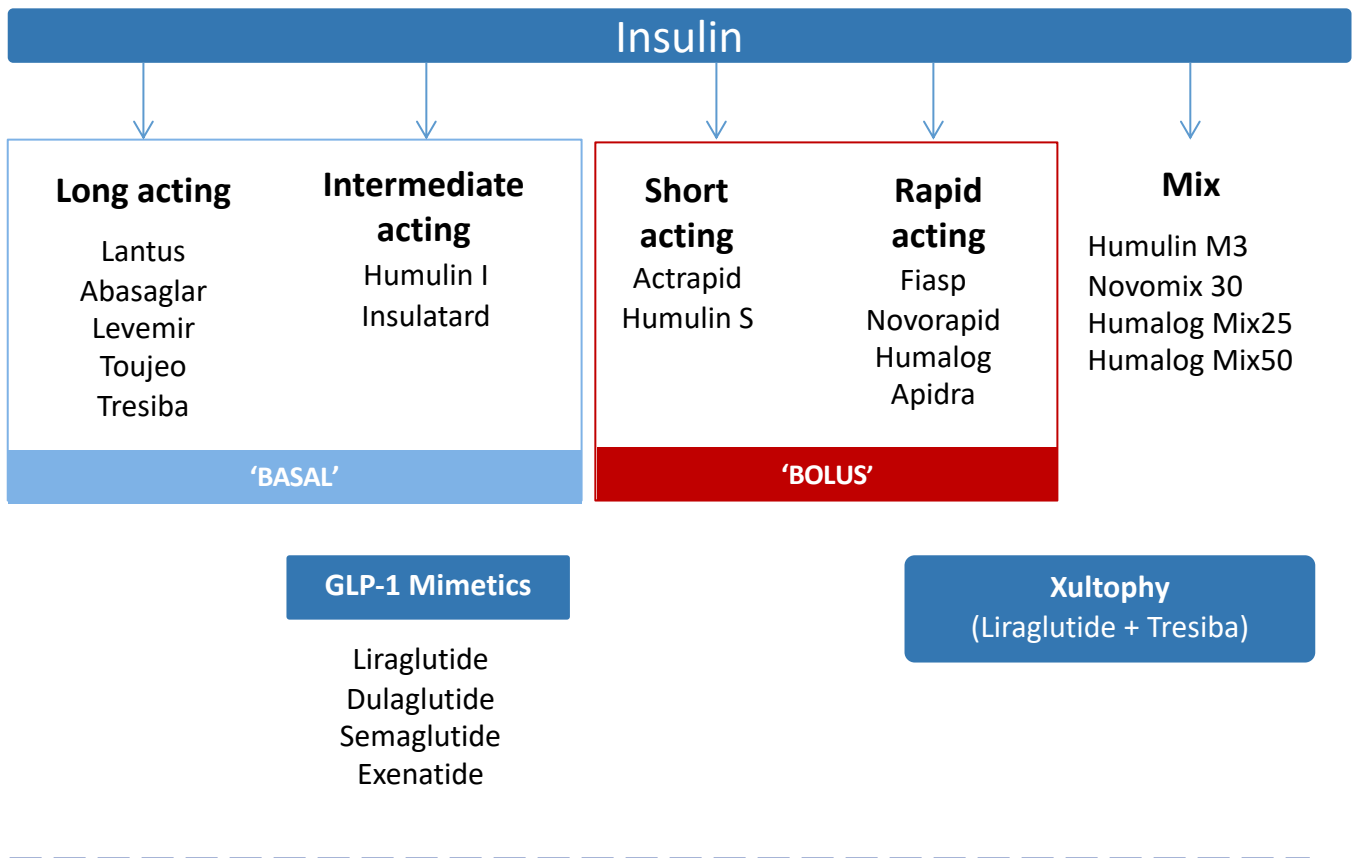 Insulin
Long acting
Lantus
Abasaglar
Levemir
Toujeo
Tresiba
Intermediate
acting
Humulin I
Insulatard
‘BASAL’
Short
acting
Actrapid
Humulin S
Rapid
acting
Fiasp
Novorapid
Humalog
Apidra
‘BOLUS’
Mix
Humulin M3
Novomix 30
Humalog Mix25
Humalog Mix50
GLP-1 Mimetics
Liraglutide
Dulaglutide
Semaglutide
Exenatide
Xultophy
(Liraglutide + Tresiba)